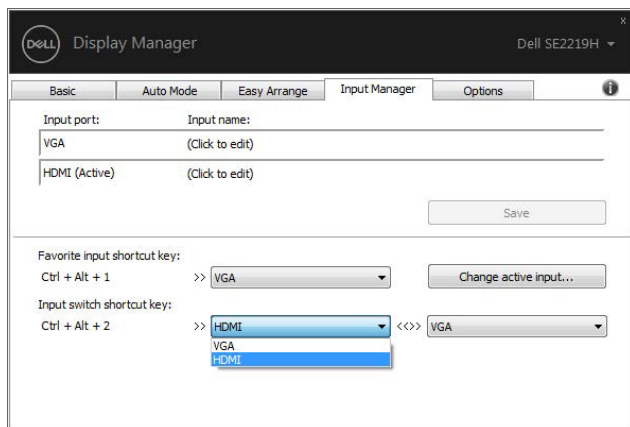 DELL Display Manager
x
Dell SE2219H
Basic Auto Mode Easy Arrange Input Manager Options i
Input port: Input name:
VGA (Click to edit)
HDMI (Active) (Click to edit)
Save
Favorite input shortcut key:
Ctrl + Alt + 1 >> VGA Change active input...
Input switch shortcut key:
Ctrl + Alt + 2 >> HDMI <<>> VGA
VGA
HDMI